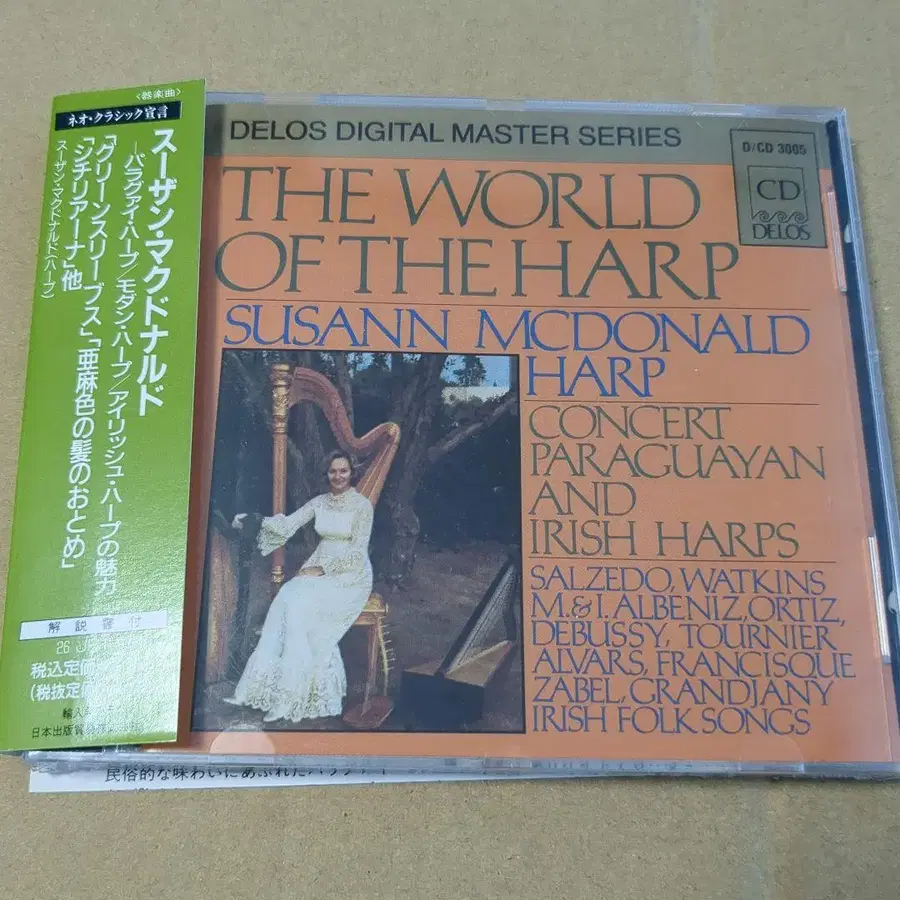 〈器楽曲〉
ネオ・クラシック宣言
スーザン・マクドナルド
―パラグァイ・ハープ/モダン・ハープ/アイリッシュ・ハープの魅力
「グリーンスリーブス」「亜麻色の髪のおとめ」
「シチリアーナ」他
スーザン・マクドナルド(ハープ)
解説書付
26
税込定価
(税抜定価
輸入
日本出版貿易
DELOS DIGITAL MASTER SERIES
D/CD 3005
CD
DELOS
THE WORLD
OF THE HARP
SUSANN MCDONALD
HARP
CONCERT
PARAGUAYAN
AND
IRISH HARPS
SALZEDO, WATKINS
M.& I. ALBENIZ, ORTIZ,
DEBUSSY, TOURNIER
ALVARS, FRANCISQUE
ZABEL, GRANDJANY
IRISH FOLK SONGS
民俗的な味わいにあふれたパラグァイ